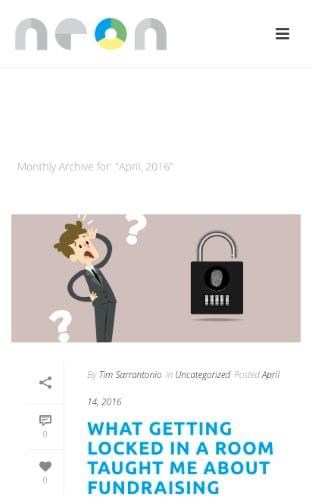 neon
Monthly Archive for: "April, 2016"
? ?
By Tim Sarrantonio In Uncategorized Posted April
14, 2016
0
0
WHAT GETTING
LOCKED IN A ROOM
TAUGHT ME ABOUT
FUNDRAISING